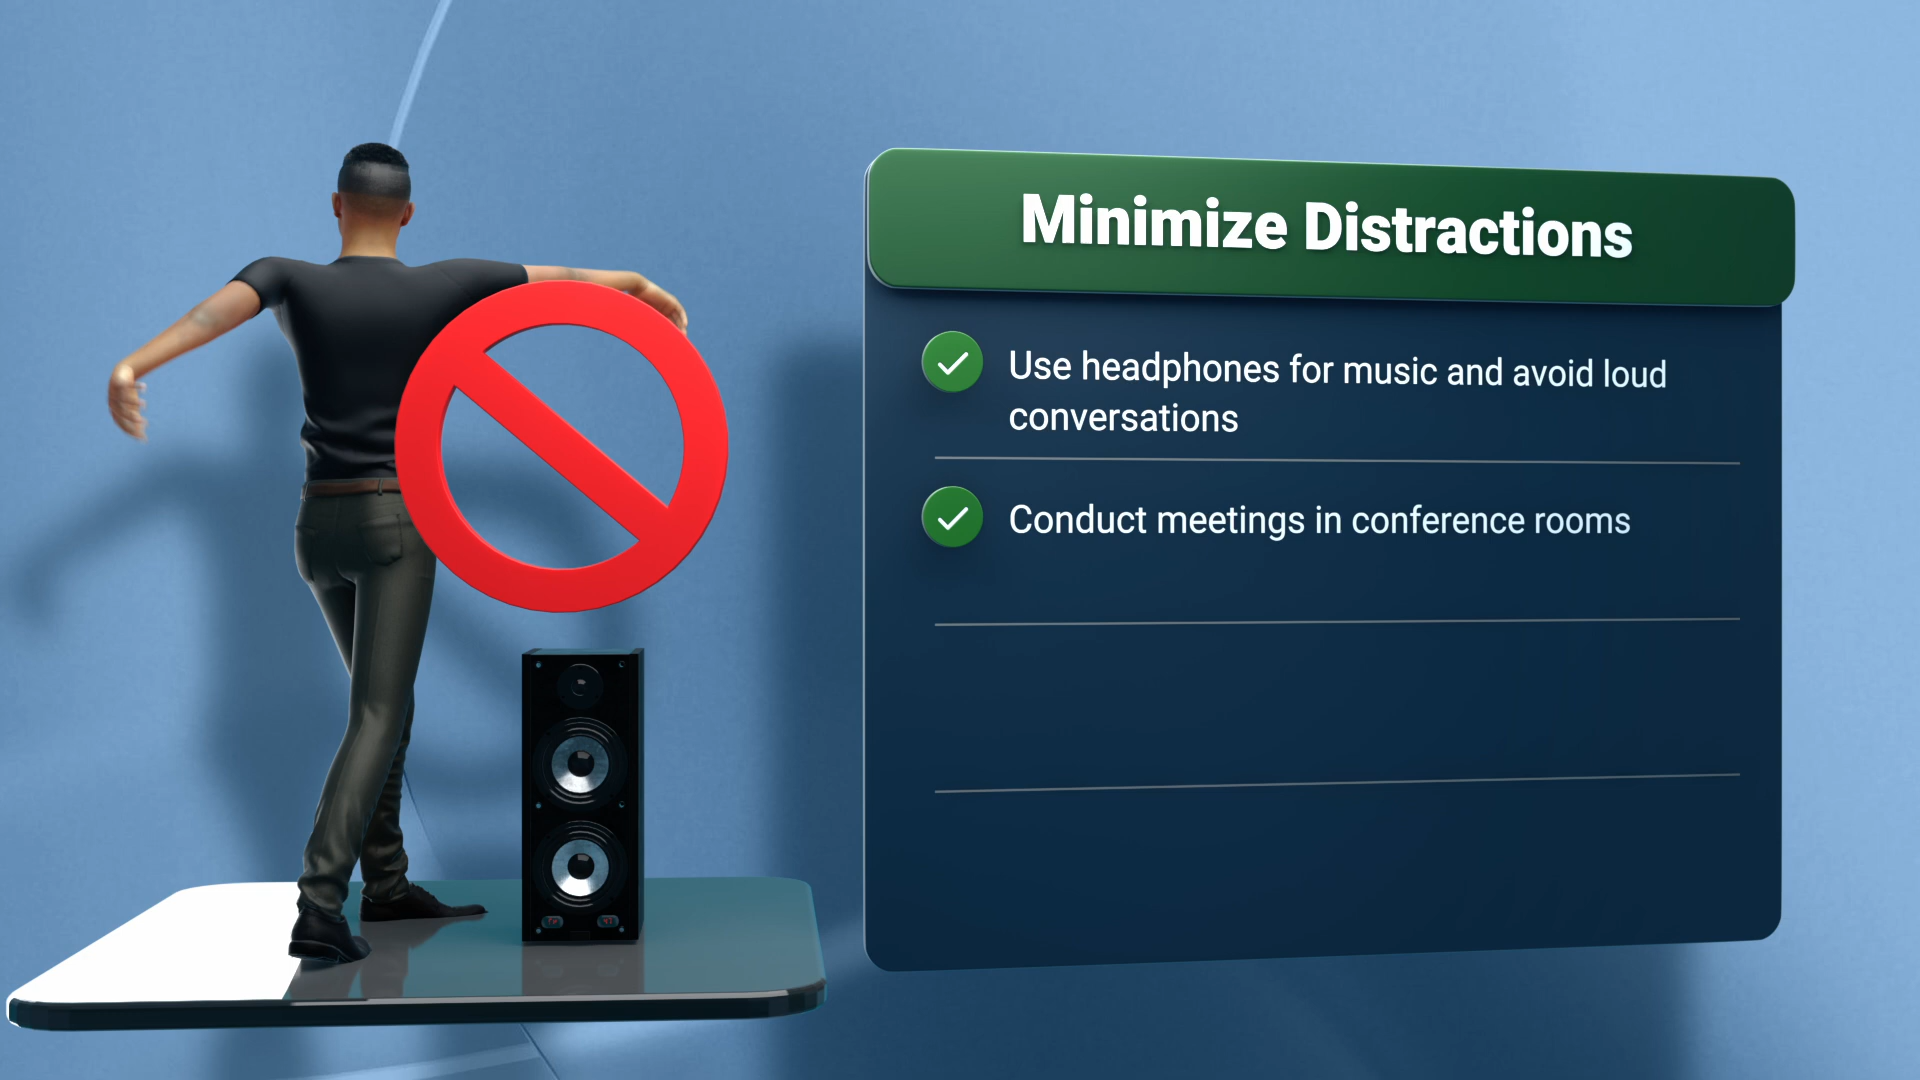 Minimize Distractions
Use headphones for music and avoid loud
conversations
Conduct meetings in conference rooms